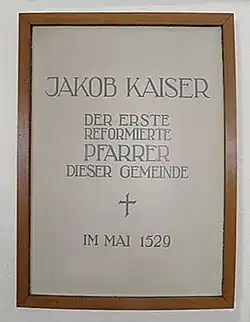 JAKOB KAISER
DER ERSTE
REFORMIERTE
PFARRER
DIESER GEMEINDE
IM MAI 1529